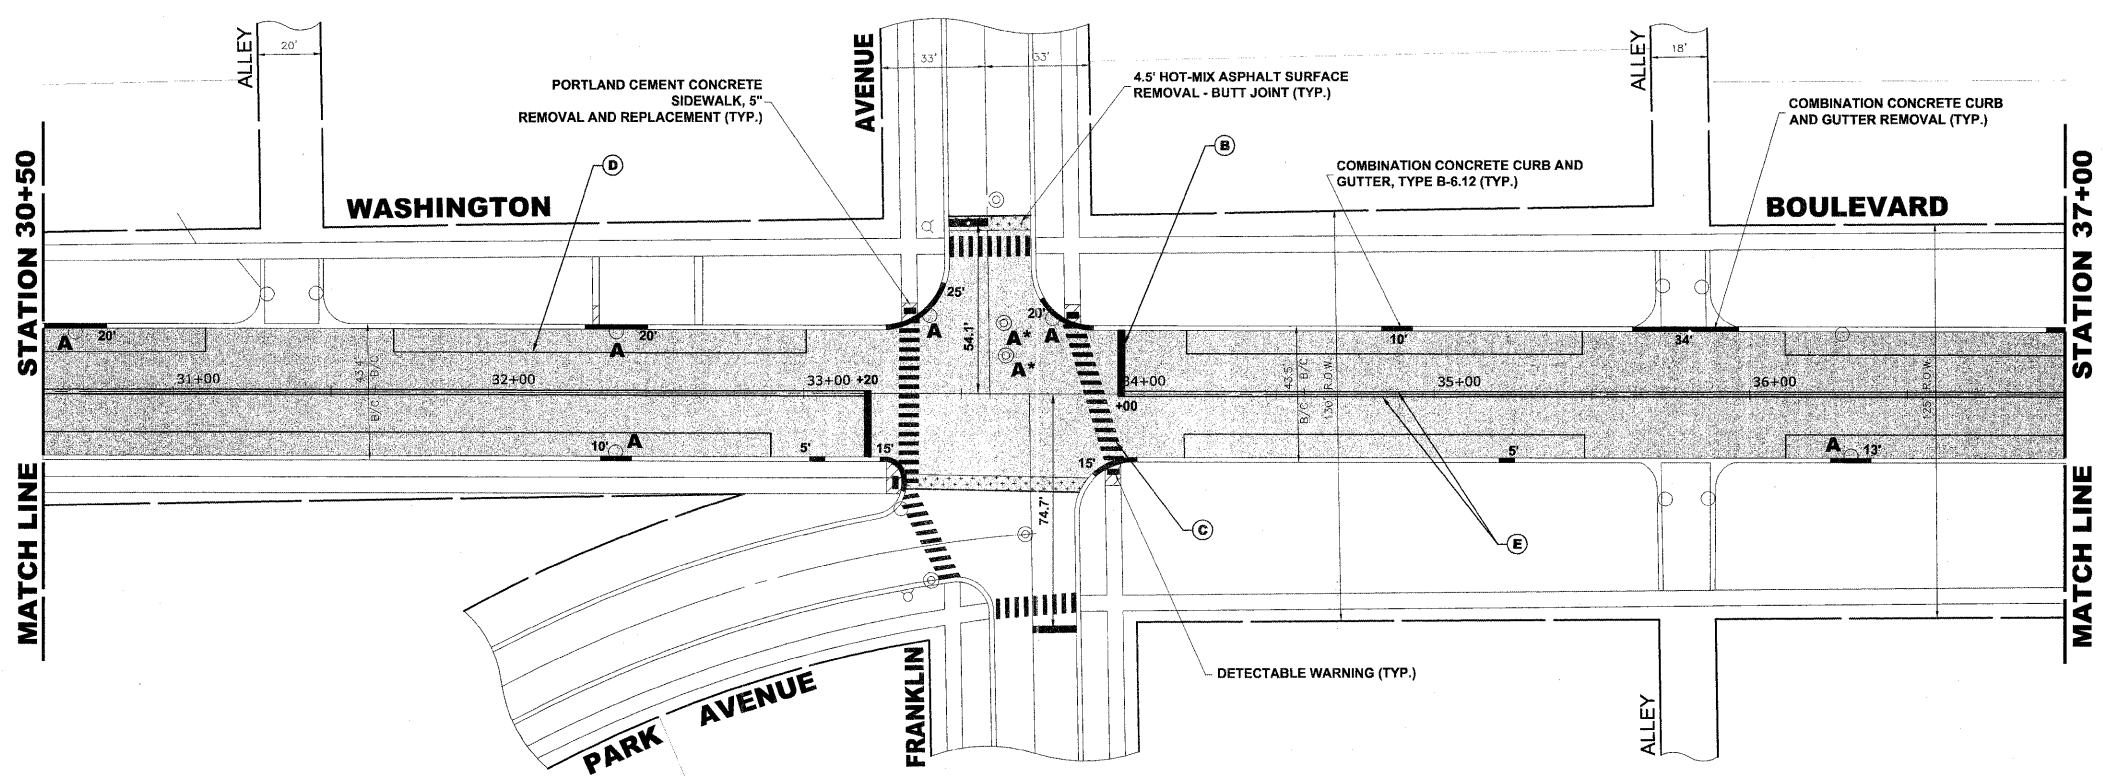 ALLEY
20'
AVENUE
33'
33'
ALLEY
18'
PORTLAND CEMENT CONCRETE
SIDEWALK, 5"
REMOVAL AND REPLACEMENT (TYP.)
4.5' HOT-MIX ASPHALT SURFACE
REMOVAL - BUTT JOINT (TYP.)
COMBINATION CONCRETE CURB
AND GUTTER REMOVAL (TYP.)
COMBINATION CONCRETE CURB AND
GUTTER, TYPE B-6.12 (TYP.)
D
B
WASHINGTON
BOULEVARD
STATION 30+50
STATION 37+00
MATCH LINE
MATCH LINE
25'
20'
A
20'
A
20'
A
A
A*
A*
54.1'
10'
34'
31+00
32+00
33+00
+20
34+00
35+00
36+00
+00
B/C - B/C
43.5'
B/C - B/C
130' R.O.W.
125' R.O.W.
10'
A
5'
15'
15'
5'
A
13'
74.7'
C
E
DETECTABLE WARNING (TYP.)
PARK AVENUE
FRANKLIN
ALLEY